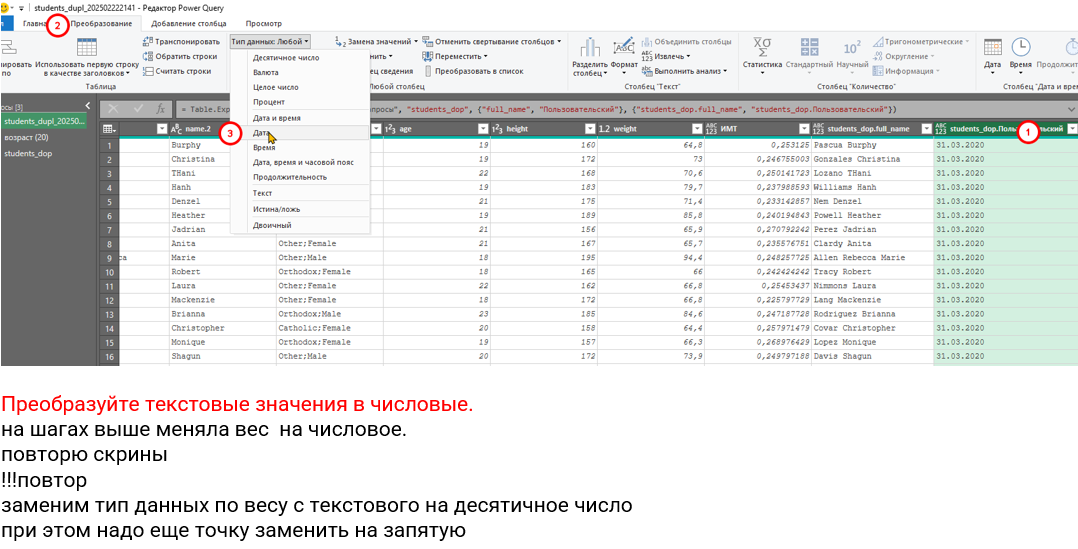 students_dupl_202502222141 - Редактор Power Query
Главная Преобразование Добавление столбца Просмотр
2
Транспонировать Тип данных: Любой Замена значений Отменить свертывание столбцов Объединить столбцы Тригонометрические
Использовать первую строку в качестве заголовков Обратить строки Переместить Разделить столбец Формат Извлечь Статистика Стандартный Научный Округление Дата Время
Считать строки Преобразовать в список Выполнить анализ Информация
Таблица Столбец "Текст" Столбец "Количество"
Десятичное число
Валюта
Целое число
Процент
Дата и время
Дата
3
Время
Дата, время и часовой пояс
Продолжительность
Текст
Истина/ложь
Двоичный
students_dupl_20250...
возраст (20)
students_dop
"students_dop", {"full_name", "Пользовательский"}, {"students_dop.full_name", "students_dop.Пользовательский"})
name.2 age height weight ИМТ students_dop.full_name
1
1 Burphy 19 160 64,8 0,253125 Pascua Burphy 31.03.2020
2 Christina 19 172 73 0,246755003 Gonzales Christina 31.03.2020
3 THani 22 168 70,6 0,250141723 Lozano THani 31.03.2020
4 Hanh 19 183 79,7 0,237988593 Williams Hanh 31.03.2020
5 Denzel 21 175 71,4 0,233142857 Nem Denzel 31.03.2020
6 Heather 19 189 85,8 0,240194843 Powell Heather 31.03.2020
7 Jadrian 21 156 65,9 0,270792242 Perez Jadrian 31.03.2020
8 Anita Other;Female 21 167 65,7 0,235576751 Clardy Anita 31.03.2020
9 Marie Other;Male 18 195 94,4 0,248257725 Allen Rebecca Marie 31.03.2020
10 Robert Orthodox;Female 18 165 66 0,242424242 Tracy Robert 31.03.2020
11 Laura Other;Female 22 162 66,8 0,25453437 Nimmons Laura 31.03.2020
12 Mackenzie Other;Female 18 172 66,8 0,225797729 Lang Mackenzie 31.03.2020
13 Brianna Orthodox;Male 23 185 84,6 0,247187728 Rodriguez Brianna 31.03.2020
14 Christopher Catholic;Female 20 158 64,4 0,257971479 Covar Christopher 31.03.2020
15 Monique Orthodox;Male 19 157 66,3 0,268976429 Lopez Monique 31.03.2020
16 Shagun Other;Male 20 172 73,9 0,249797188 Davis Shagun 31.03.2020
Преобразуйте текстовые значения в числовые.
на шагах выше меняла вес на числовое.
повторю скрины
!!!повтор
заменим тип данных по весу с текстового на десятичное число
при этом надо еще точку заменить на запятую